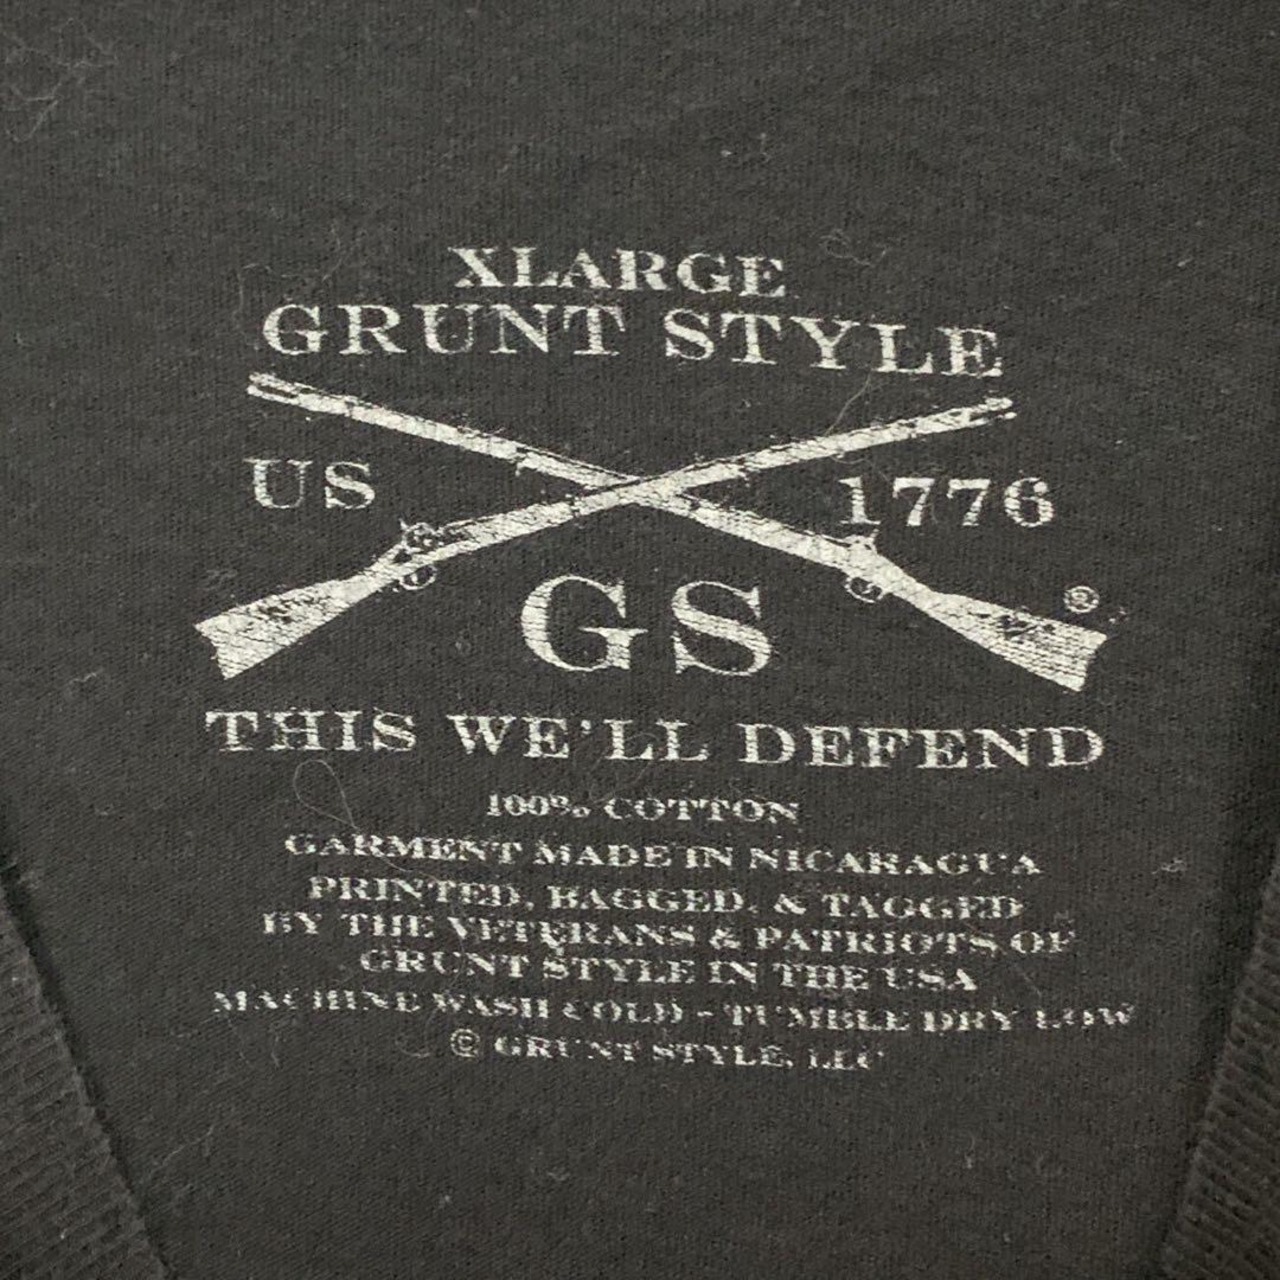 XLARGE
GRUNT STYLE
US 1776
GS ®
THIS WE'LL DEFEND
100% COTTON
GARMENT MADE IN NICARAGUA
PRINTED, BAGGED, & TAGGED
BY THE VETERANS & PATRIOTS OF
GRUNT STYLE IN THE USA
MACHINE WASH COLD - TUMBLE DRY LOW
© GRUNT STYLE, LLC